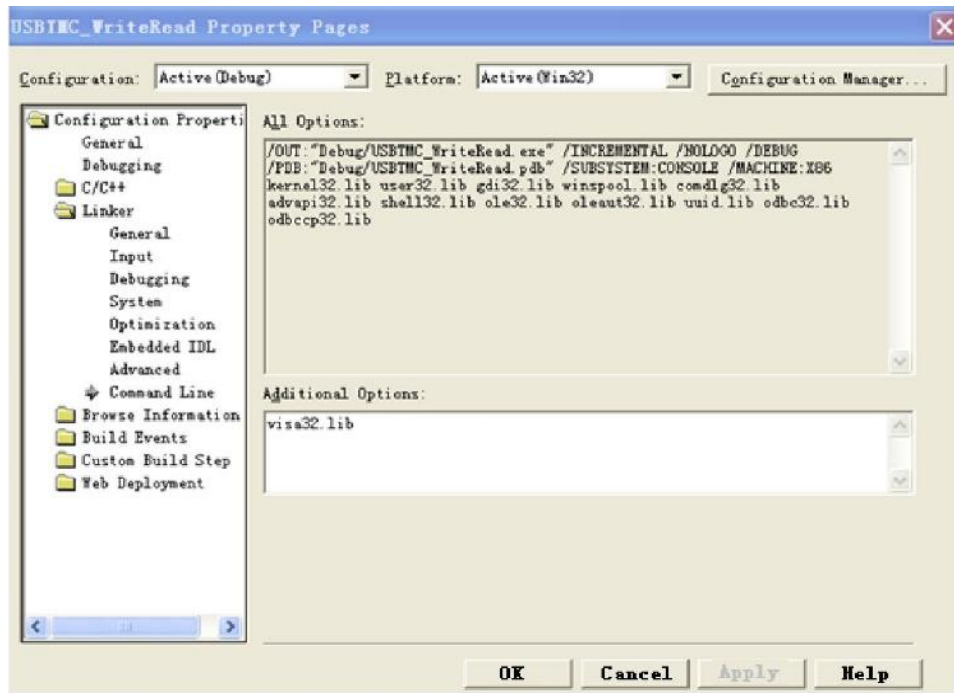 USBTMC_WriteRead Property Pages
Configuration: Active(Debug) Platform: Active(Win32) Configuration Manager...
Configuration Properti
General
Debugging
C/C++
Linker
General
Input
Debugging
System
Optimization
Embedded IDL
Advanced
Command Line
Browse Information
Build Events
Custom Build Step
Web Deployment
All Options:
/OUT:"Debug/USBTMC_WriteRead.exe" /INCREMENTAL /NOLOGO /DEBUG
/PDB:"Debug/USBTMC_WriteRead.pdb" /SUBSYSTEM:CONSOLE /MACHINE:X86
kernel32.lib user32.lib gdi32.lib winspool.lib comdlg32.lib
advapi32.lib shell32.lib ole32.lib oleaut32.lib uuid.lib odbc32.lib
odbccp32.lib
Additional Options:
visa32.lib
OK Cancel Apply Help